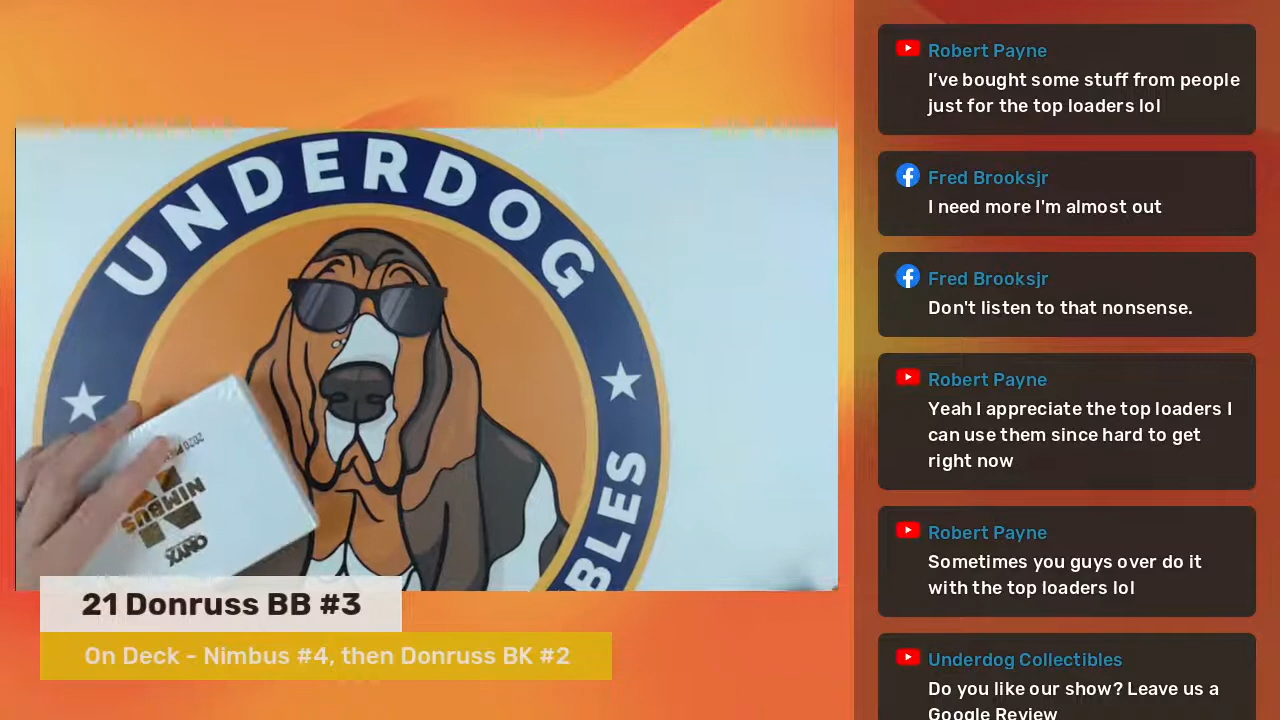 UNDERDOG
BLES
2020
NIMBUS
ONYX
21 Donruss BB #3
On Deck - Nimbus #4, then Donruss BK #2
Robert Payne
I’ve bought some stuff from people
just for the top loaders lol
Fred Brooksjr
I need more I'm almost out
Fred Brooksjr
Don't listen to that nonsense.
Robert Payne
Yeah I appreciate the top loaders I
can use them since hard to get
right now
Robert Payne
Sometimes you guys over do it
with the top loaders lol
Underdog Collectibles
Do you like our show? Leave us a
Google Review